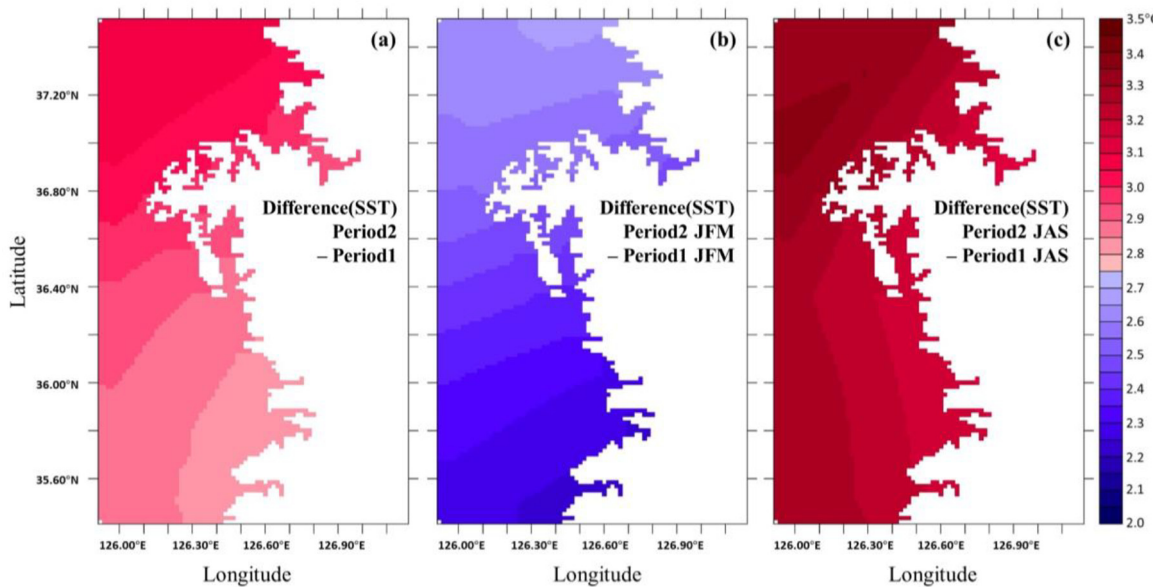 (a)
(b)
(c)
Difference(SST)
Period2
– Period1
Difference(SST)
Period2 JFM
– Period1 JFM
Difference(SST)
Period2 JAS
– Period1 JAS
Latitude
37.20°N
36.80°N
36.40°N
36.00°N
35.60°N
126.00°E 126.30°E 126.60°E 126.90°E
126.00°E 126.30°E 126.60°E 126.90°E
126.00°E 126.30°E 126.60°E 126.90°E
Longitude
Longitude
Longitude
3.5°
3.4
3.2
3.1
3.0
2.9
2.8
2.7
2.6
2.5
2.4
2.3
2.2
2.1
2.0